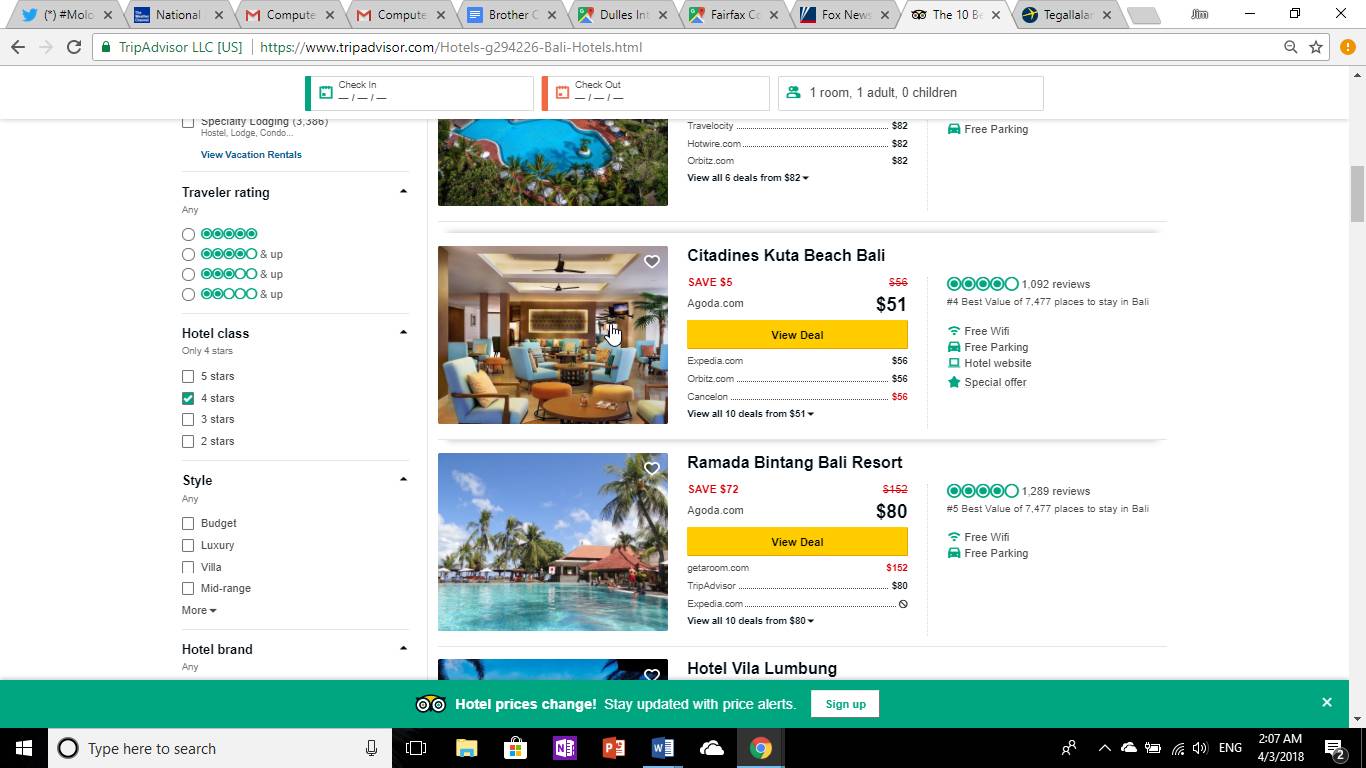 (*) #Molo
National
Compute
Compute
Brother C
Dulles Int
Fairfax Co
Fox News
The 10 Be
Tegallalar
Jim
TripAdvisor LLC [US] https://www.tripadvisor.com/Hotels-g294226-Bali-Hotels.html
Check In
— / — / —
Check Out
— / — / —
1 room, 1 adult, 0 children
Specialty Lodging (3,386)
Hostel, Lodge, Condo...
View Vacation Rentals
Traveler rating
Any
& up
& up
& up
Hotel class
Only 4 stars
5 stars
4 stars
3 stars
2 stars
Style
Any
Budget
Luxury
Villa
Mid-range
More
Hotel brand
Any
Travelocity $82
Hotwire.com $82
Orbitz.com $82
View all 6 deals from $82
Free Parking
Citadines Kuta Beach Bali
SAVE $5 $56
Agoda.com $51
View Deal
Expedia.com $56
Orbitz.com $56
Cancelon $56
View all 10 deals from $51
1,092 reviews
#4 Best Value of 7,477 places to stay in Bali
Free Wifi
Free Parking
Hotel website
Special offer
Ramada Bintang Bali Resort
SAVE $72 $152
Agoda.com $80
View Deal
getaroom.com $152
TripAdvisor $80
Expedia.com
View all 10 deals from $80
1,289 reviews
#5 Best Value of 7,477 places to stay in Bali
Free Wifi
Free Parking
Hotel Vila Lumbung
Hotel prices change! Stay updated with price alerts.
Sign up
Type here to search
ENG
2:07 AM
4/3/2018
2